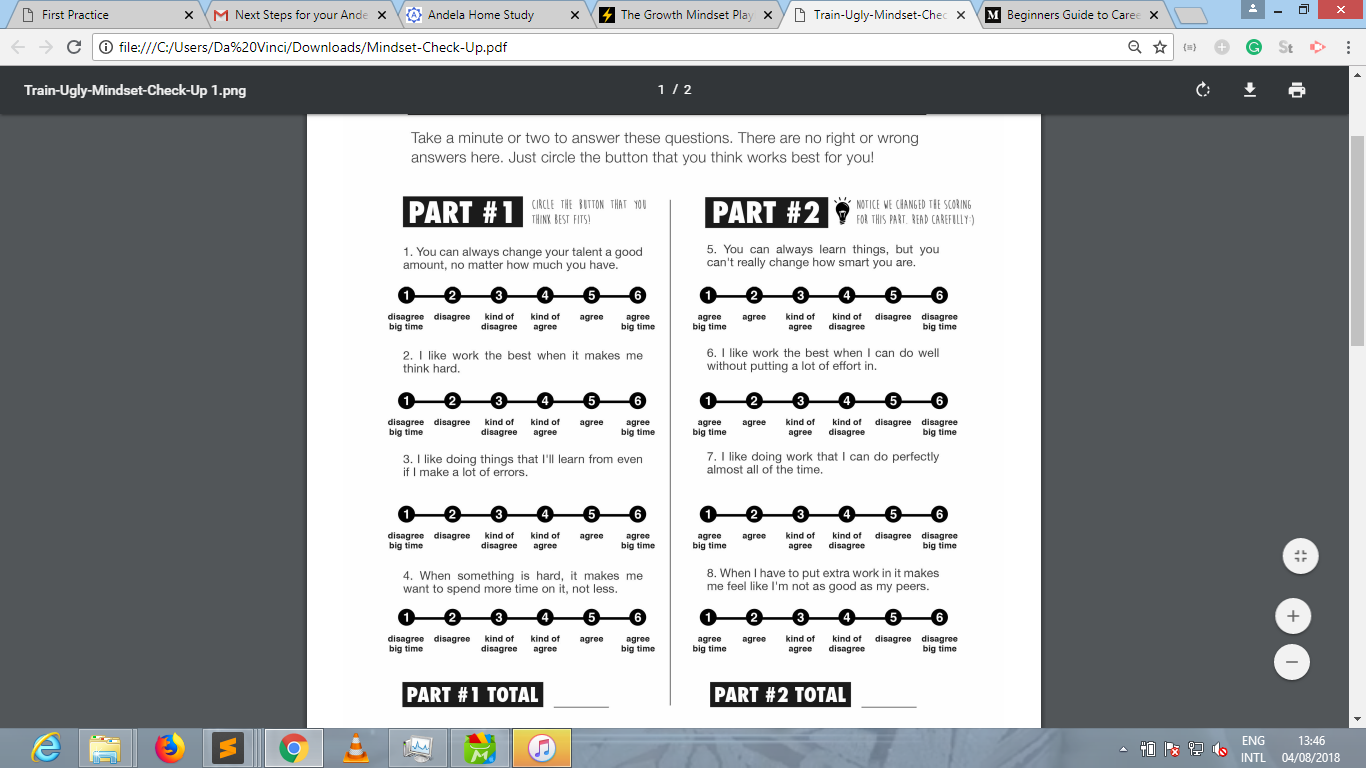 First Practice
Next Steps for your Ande
Andela Home Study
The Growth Mindset Play
Train-Ugly-Mindset-Chec
M
Beginners Guide to Caree
file:///C:/Users/Da%20Vinci/Downloads/Mindset-Check-Up.pdf
St
Train-Ugly-Mindset-Check-Up 1.png
1 / 2
Take a minute or two to answer these questions. There are no right or wrong
answers here. Just circle the button that you think works best for you!
PART #1
CIRCLE THE BUTTON THAT YOU
THINK BEST FITS!
1. You can always change your talent a good
amount, no matter how much you have.
1 2 3 4 5 6
disagree big time disagree kind of disagree kind of agree agree agree big time
2. I like work the best when it makes me
think hard.
1 2 3 4 5 6
disagree big time disagree kind of disagree kind of agree agree agree big time
3. I like doing things that I'll learn from even
if I make a lot of errors.
1 2 3 4 5 6
disagree big time disagree kind of disagree kind of agree agree agree big time
4. When something is hard, it makes me
want to spend more time on it, not less.
1 2 3 4 5 6
disagree big time disagree kind of disagree kind of agree agree agree big time
PART #1 TOTAL
PART #2
NOTICE WE CHANGED THE SCORING
FOR THIS PART. READ CAREFULLY:)
5. You can always learn things, but you
can't really change how smart you are.
1 2 3 4 5 6
agree big time agree kind of agree kind of disagree disagree disagree big time
6. I like work the best when I can do well
without putting a lot of effort in.
1 2 3 4 5 6
agree big time agree kind of agree kind of disagree disagree disagree big time
7. I like doing work that I can do perfectly
almost all of the time.
1 2 3 4 5 6
agree big time agree kind of agree kind of disagree disagree disagree big time
8. When I have to put extra work in it makes
me feel like I'm not as good as my peers.
1 2 3 4 5 6
agree big time agree kind of agree kind of disagree disagree disagree big time
PART #2 TOTAL
ENG
INTL
13:46
04/08/2018